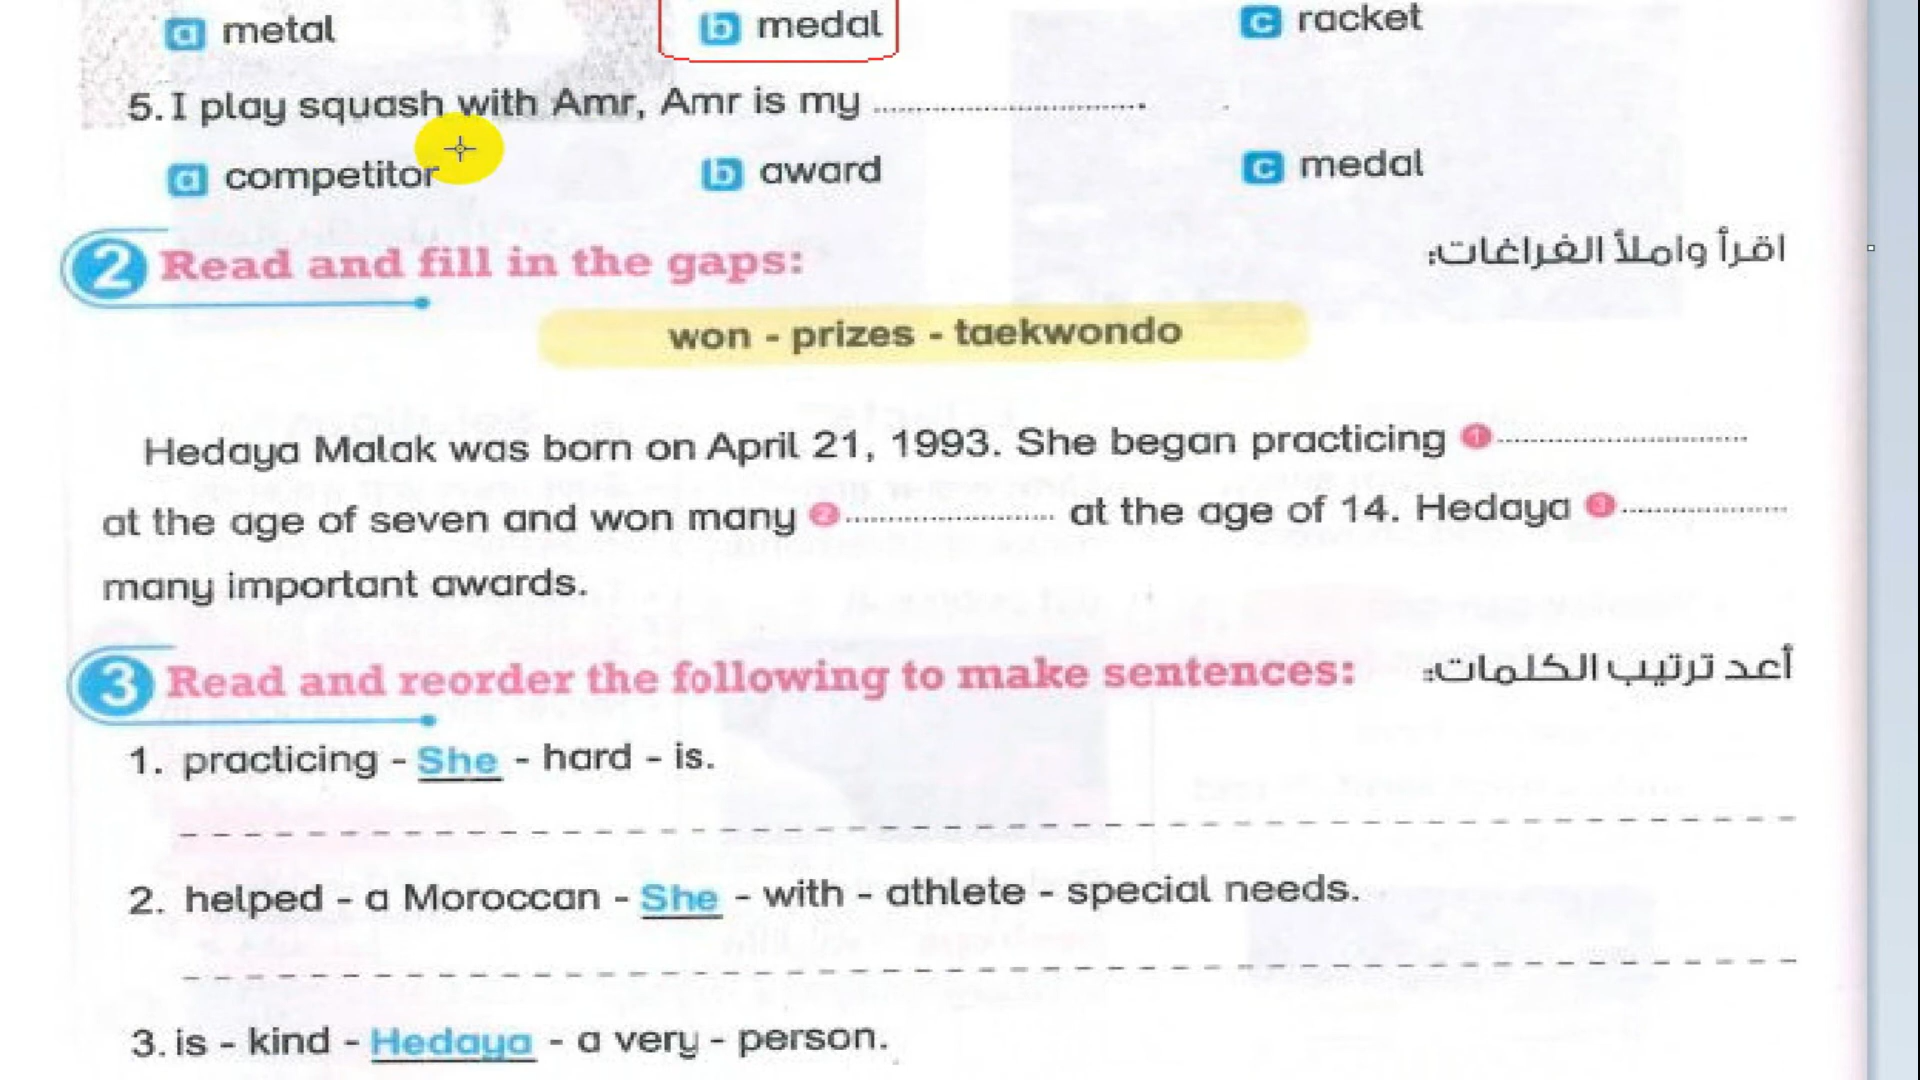 a metal b medal c racket
5. I play squash with Amr, Amr is my ..............................
a competitor b award c medal
2 Read and fill in the gaps: اقرأ واملأ الفراغات:
won - prizes - taekwondo
Hedaya Malak was born on April 21, 1993. She began practicing 1..............................
at the age of seven and won many 2........................ at the age of 14. Hedaya 3....................
many important awards.
3 Read and reorder the following to make sentences: أعد ترتيب الكلمات:
1. practicing - She - hard - is.
2. helped - a Moroccan - She - with - athlete - special needs.
3. is - kind - Hedaya - a very - person.